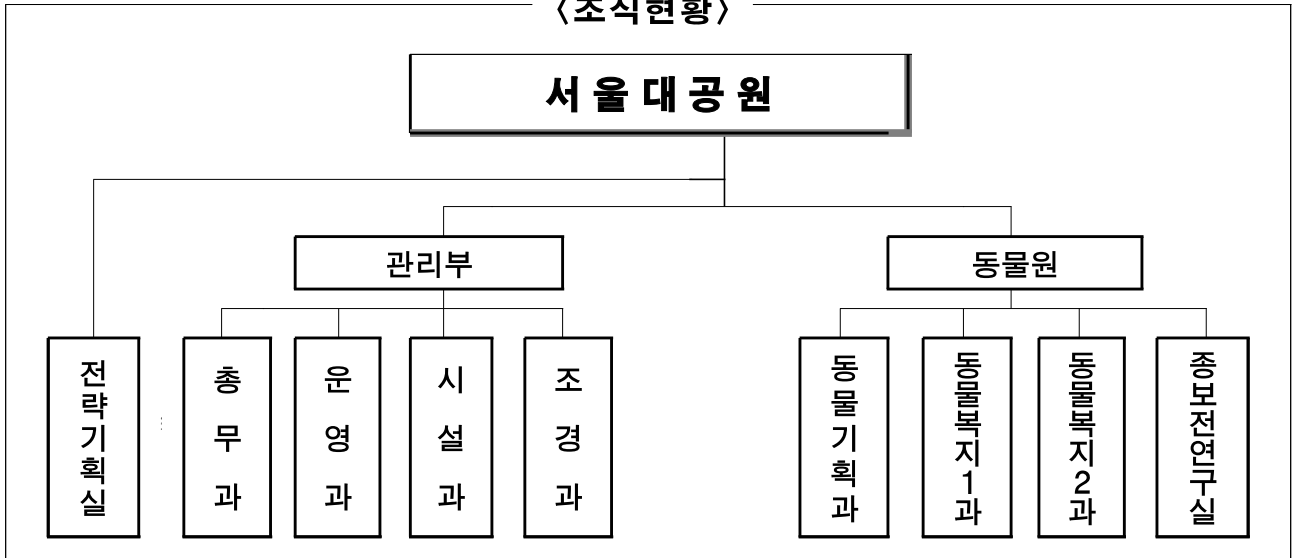 〈조직현황〉
서울대공원
관리부
동물원
전략기획실
총무과
운영과
시설과
조경과
동물기획과
동물복지1과
동물복지2과
종보전연구실